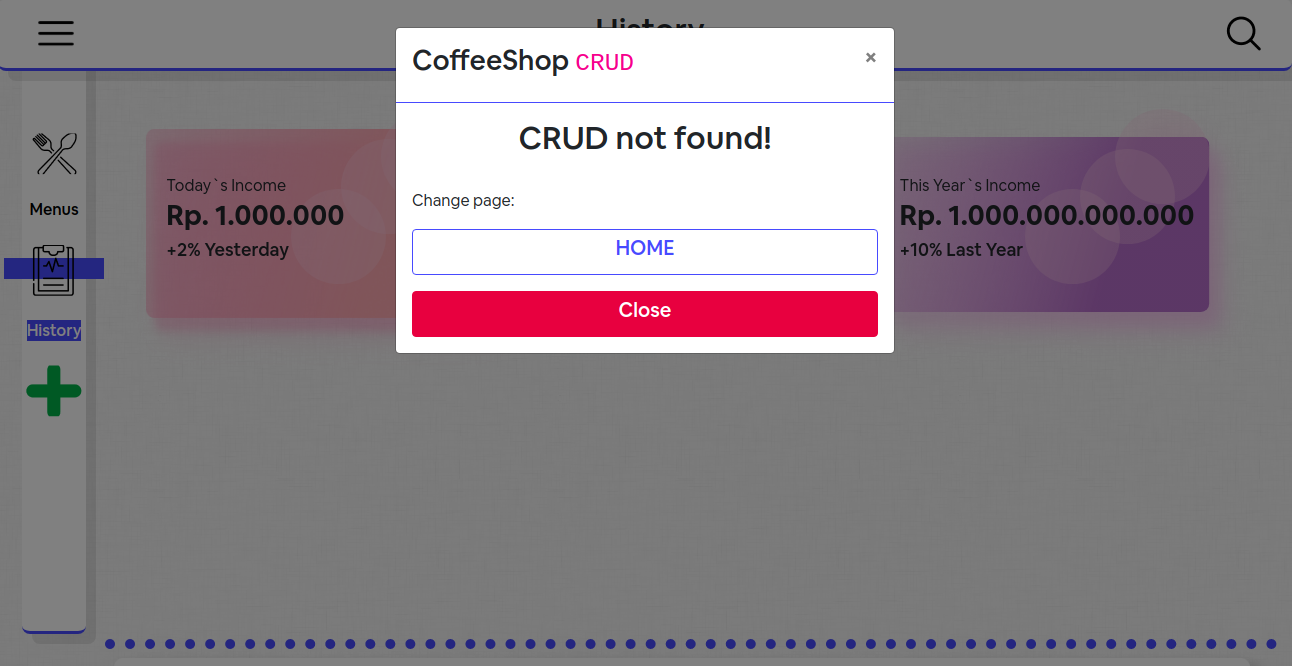 History
CoffeeShop CRUD
×
CRUD not found!
Change page:
HOME
Close
Menus
History
Today`s Income
Rp. 1.000.000
+2% Yesterday
This Year`s Income
Rp. 1.000.000.000.000
+10% Last Year